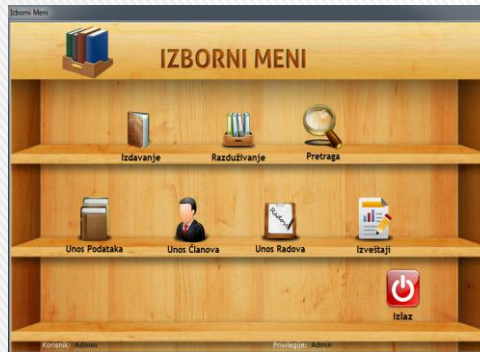 Izborni Meni
IZBORNI MENI
Izdavanje Razduživanje Pretraga
Radovi
Unos Podataka Unos Članova Unos Radova Izveštaji
Izlaz
Korisnik: Admin Privilegije: Admin